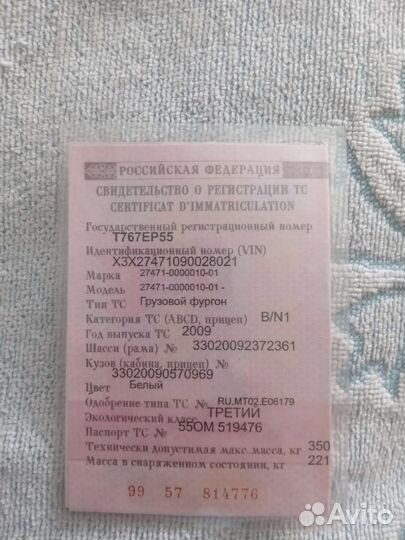 РОССИЙСКАЯ ФЕДЕРАЦИЯ
СВИДЕТЕЛЬСТВО О РЕГИСТРАЦИИ ТС
CERTIFICAT D'IMMATRICULATION
Государственный регистрационный номер
Т767ЕР55
Идентификационный номер (VIN)
X3X27471090028021
Марка 27471-0000010-01
Модель 27471-0000010-01 -
Тип ТС Грузовой фургон
Категория ТС (ABCD, прицеп) B/N1
Год выпуска ТС 2009
Шасси (рама) № 33020092372361
Кузов (кабина, прицеп) №
33020090570969
Цвет Белый
Одобрение типа ТС № RU.MT02.E06179
Экологический класс ТРЕТИЙ
Паспорт ТС № 55ОМ 519476
Технически допустимая макс. масса, кг 350
Масса в снаряженном состоянии, кг 221
99 57 814776
Avito